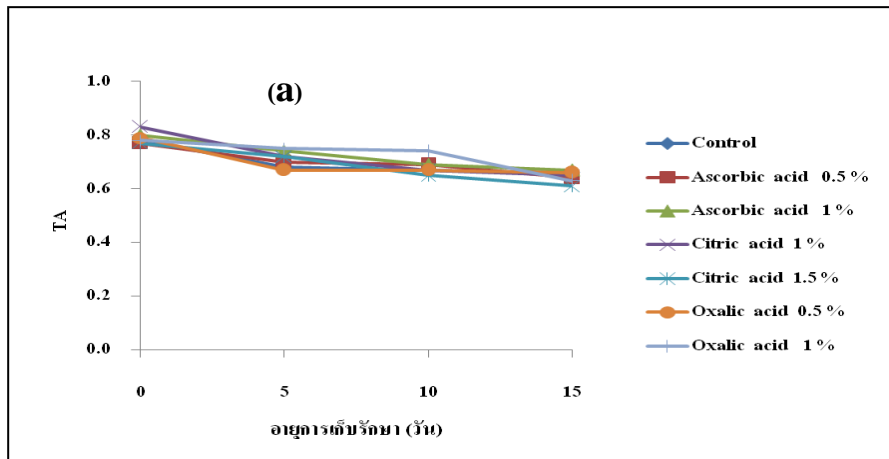 (a)
1.0
0.8
0.6
0.4
0.2
0.0
TA
0 5 10 15
อายุการเก็บรักษา (วัน)
Control
Ascorbic acid 0.5 %
Ascorbic acid 1 %
Citric acid 1 %
Citric acid 1.5 %
Oxalic acid 0.5 %
Oxalic acid 1 %